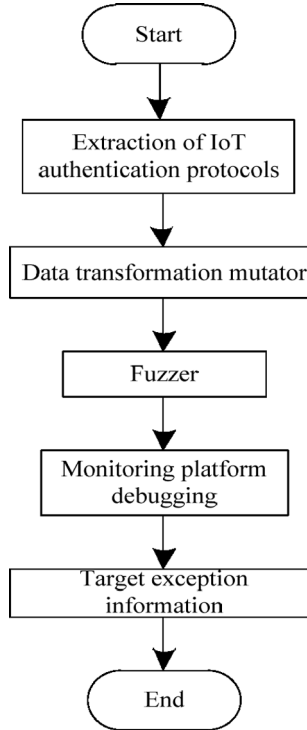 Start
Extraction of IoT
authentication protocols
Data transformation mutator
Fuzzer
Monitoring platform
debugging
Target exception
information
End